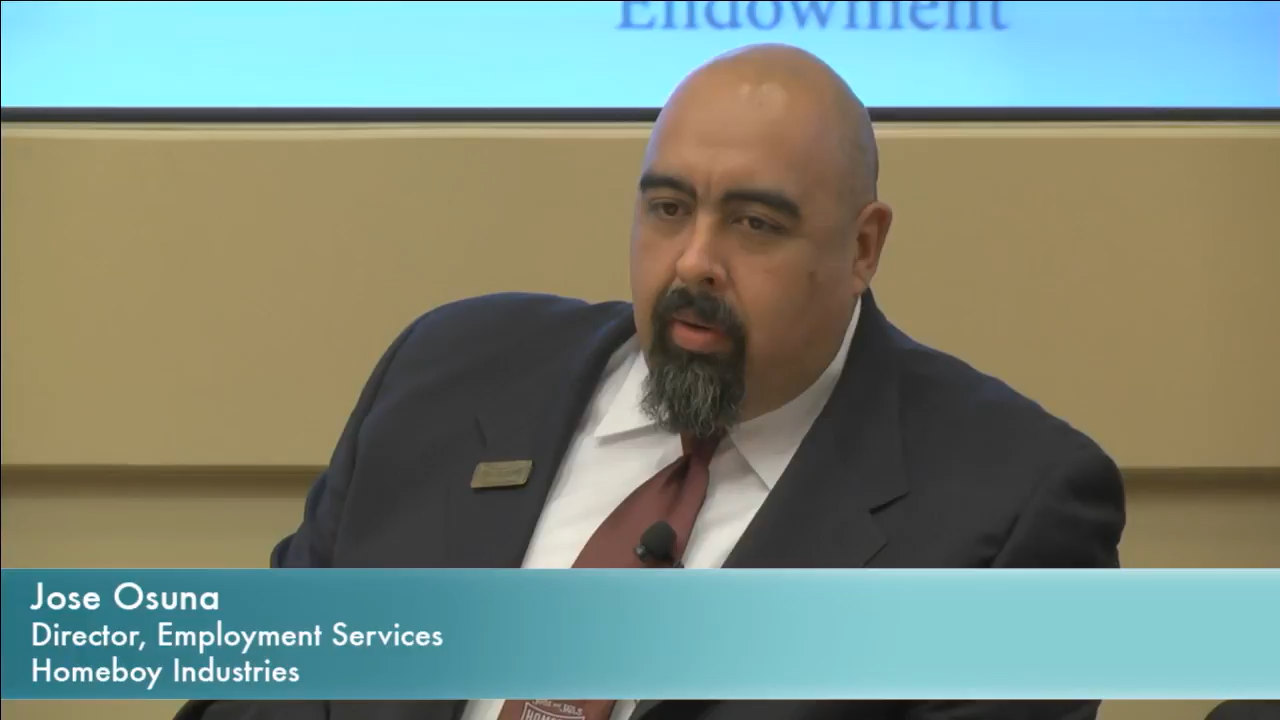 Endowment
Jose Osuna
Director, Employment Services
Homeboy Industries